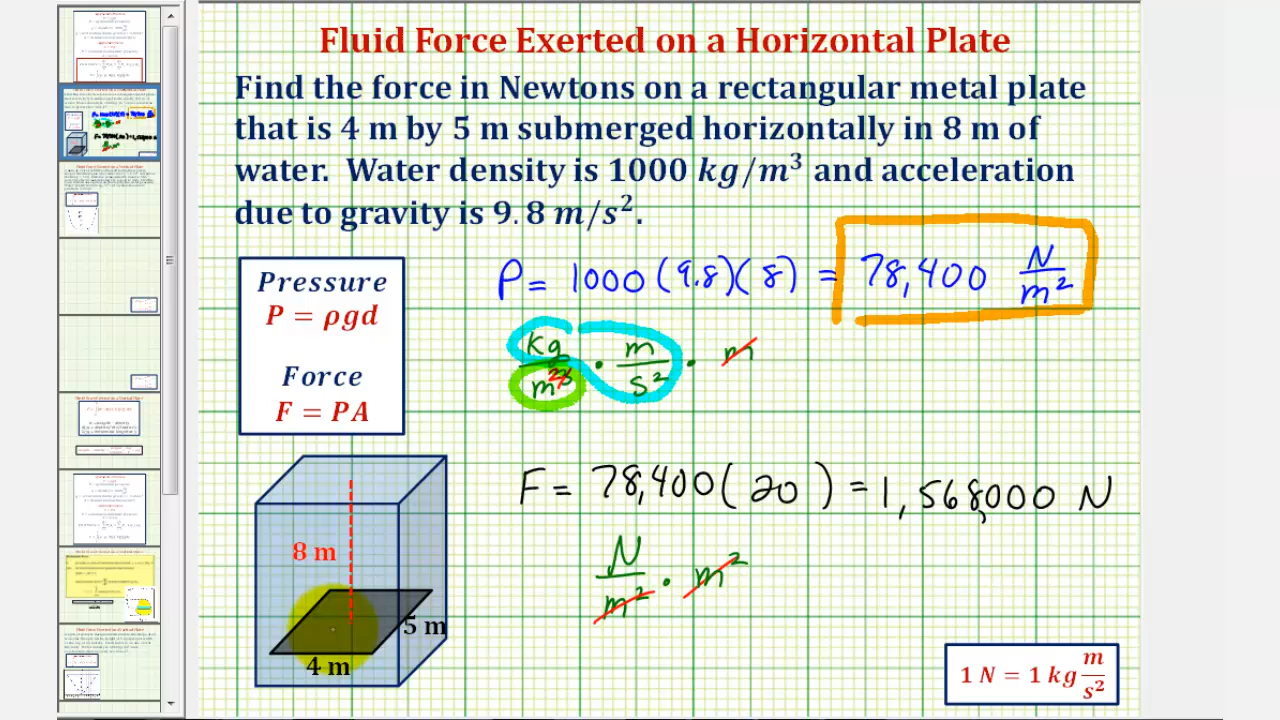 Fluid Force Exerted on a Horizontal Plate
Find the force in Newtons on a rectangular metal plate
that is 4 m by 5 m submerged horizontally in 8 m of
water. Water density is 1000 kg/m³ and acceleration
due to gravity is 9.8 m/s².
Pressure
P = ρgd
Force
F = PA
P = 1000 (9.8)(8) = 78,400 N/m²
kg/m² · m/s² · m
F = 78,400 (20) = 1,568,000 N
N/m² · m²
8 m
5 m
4 m
1 N = 1 kg m/s²